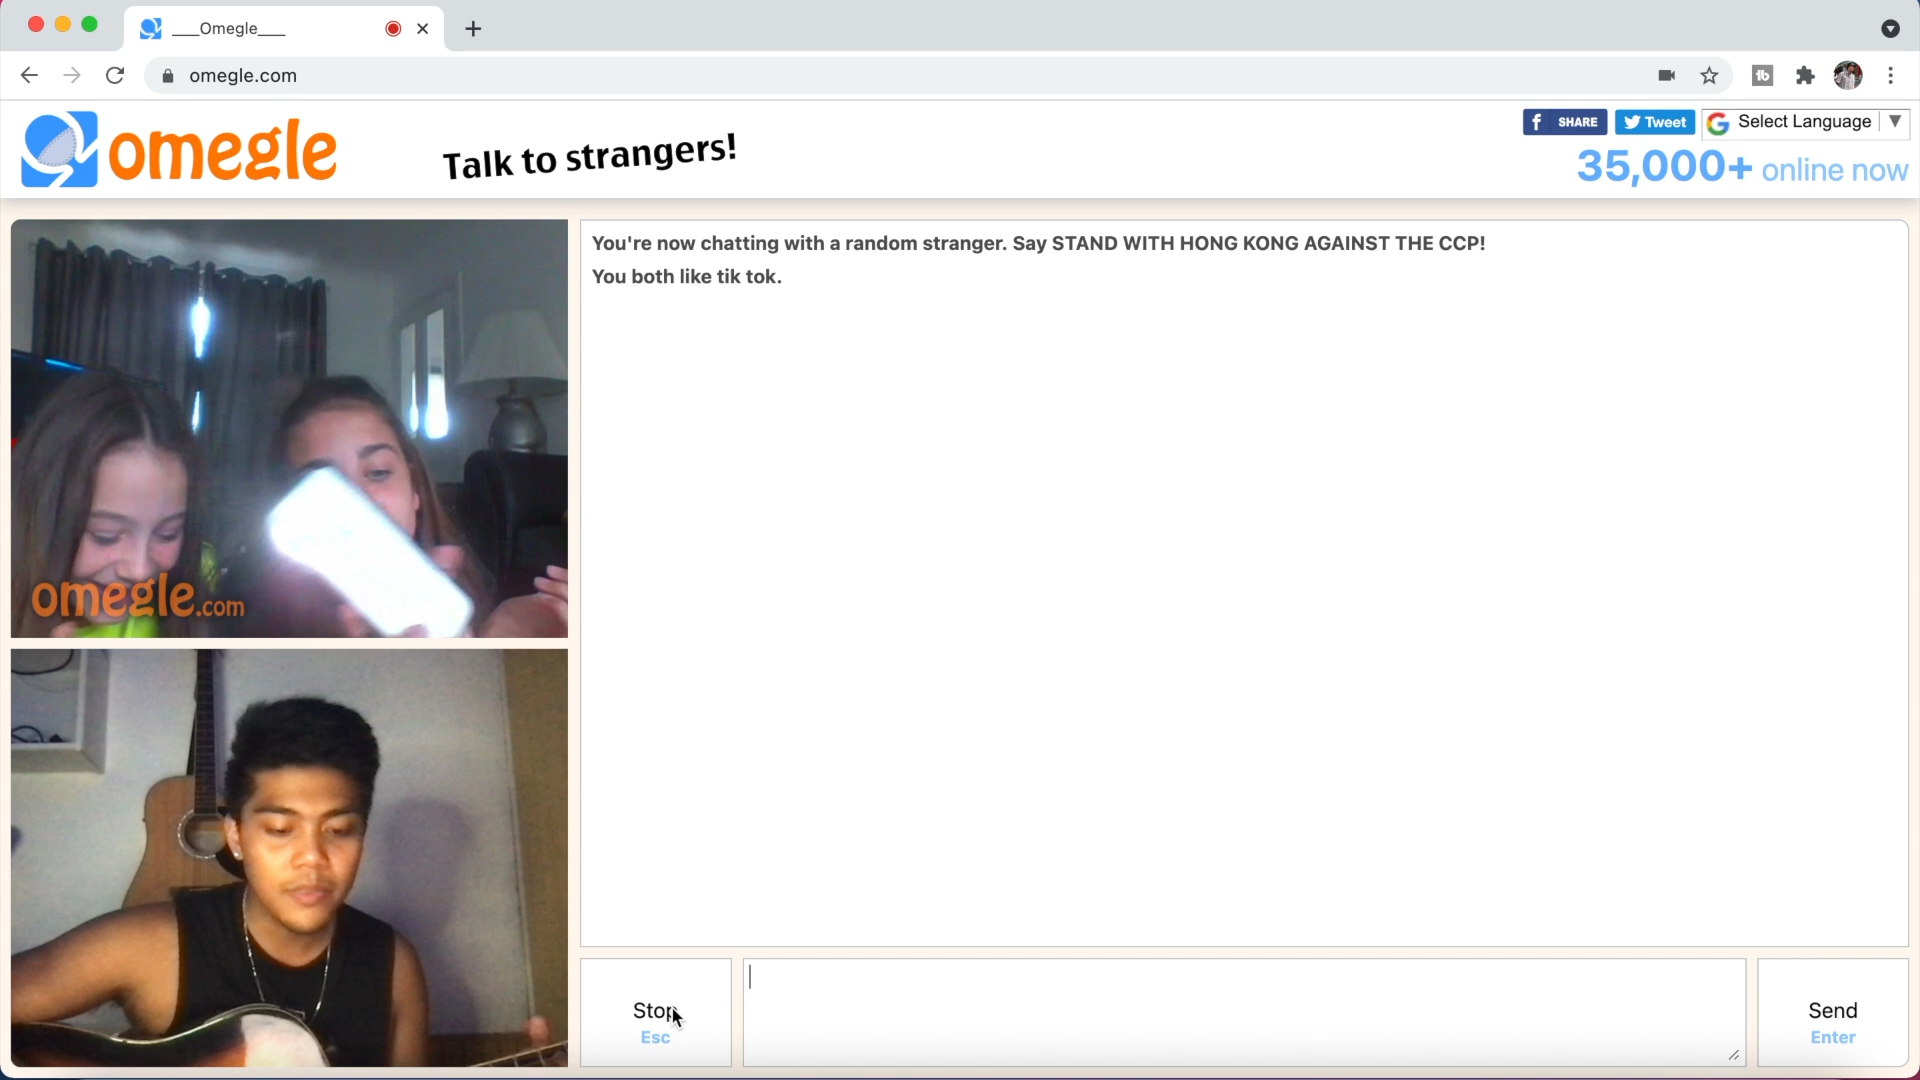 ___Omegle___
omegle.com
omegle
Talk to strangers!
f SHARE
Tweet
G Select Language ▼
35,000+ online now
You're now chatting with a random stranger. Say STAND WITH HONG KONG AGAINST THE CCP!
You both like tik tok.
omegle.com
Stop
Esc
Send
Enter